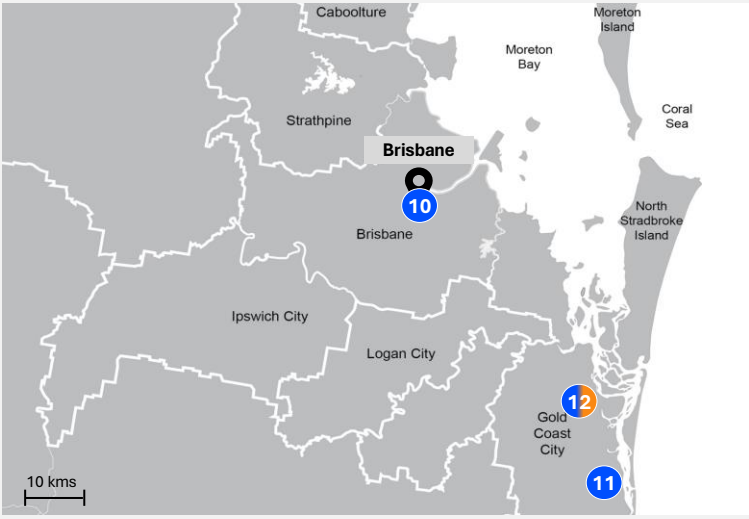 Caboolture
Moreton
Island
Moreton
Bay
Coral
Sea
Strathpine
Brisbane
10
Brisbane
North
Stradbroke
Island
Ipswich City
Logan City
12
Gold
Coast
City
10 kms
11